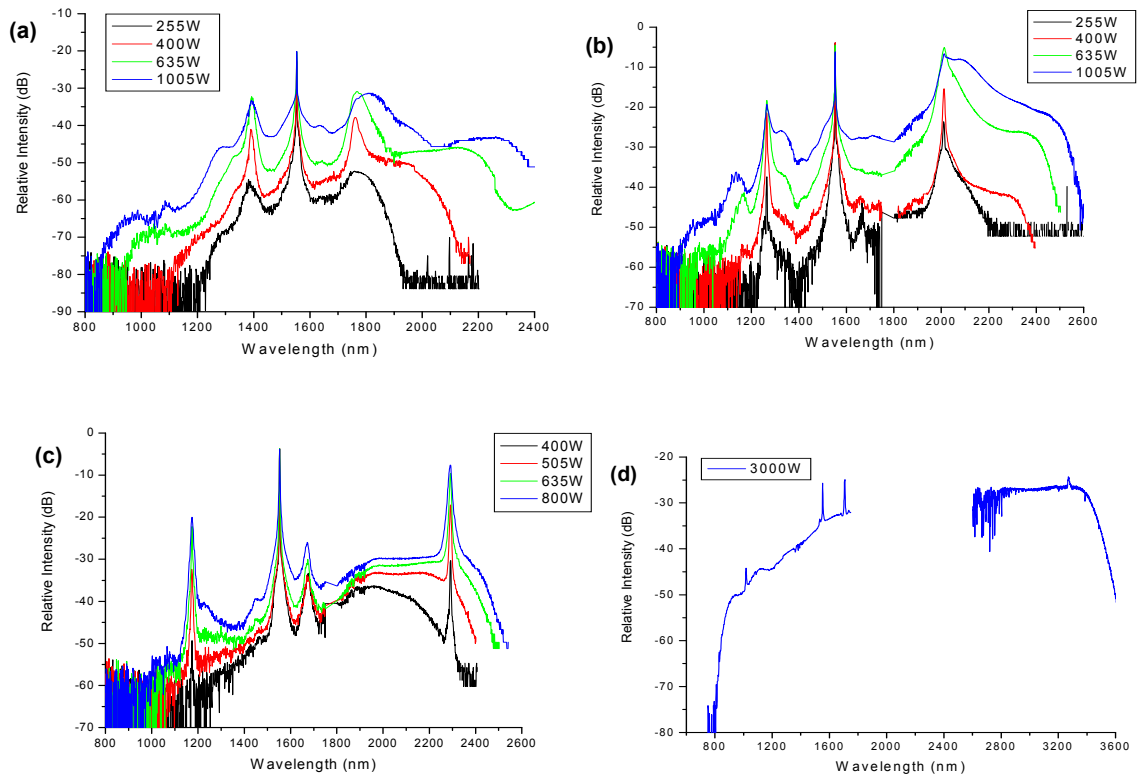 (a)
255W
400W
635W
1005W
-10
-20
-30
-40
-50
-60
-70
-80
-90
Relative Intensity (dB)
800 1000 1200 1400 1600 1800 2000 2200 2400
Wavelength (nm)
(b)
255W
400W
635W
1005W
0
-10
-20
-30
-40
-50
-60
-70
Relative Intensity (dB)
800 1000 1200 1400 1600 1800 2000 2200 2400 2600
Wavelength (nm)
(c)
400W
505W
635W
800W
0
-10
-20
-30
-40
-50
-60
-70
Relative Intensity (dB)
800 1000 1200 1400 1600 1800 2000 2200 2400 2600
Wavelength (nm)
(d)
3000W
-20
-30
-40
-50
-60
-70
-80
Relative Intensity (dB)
800 1200 1600 2000 2400 2800 3200 3600
Wavelength (nm)